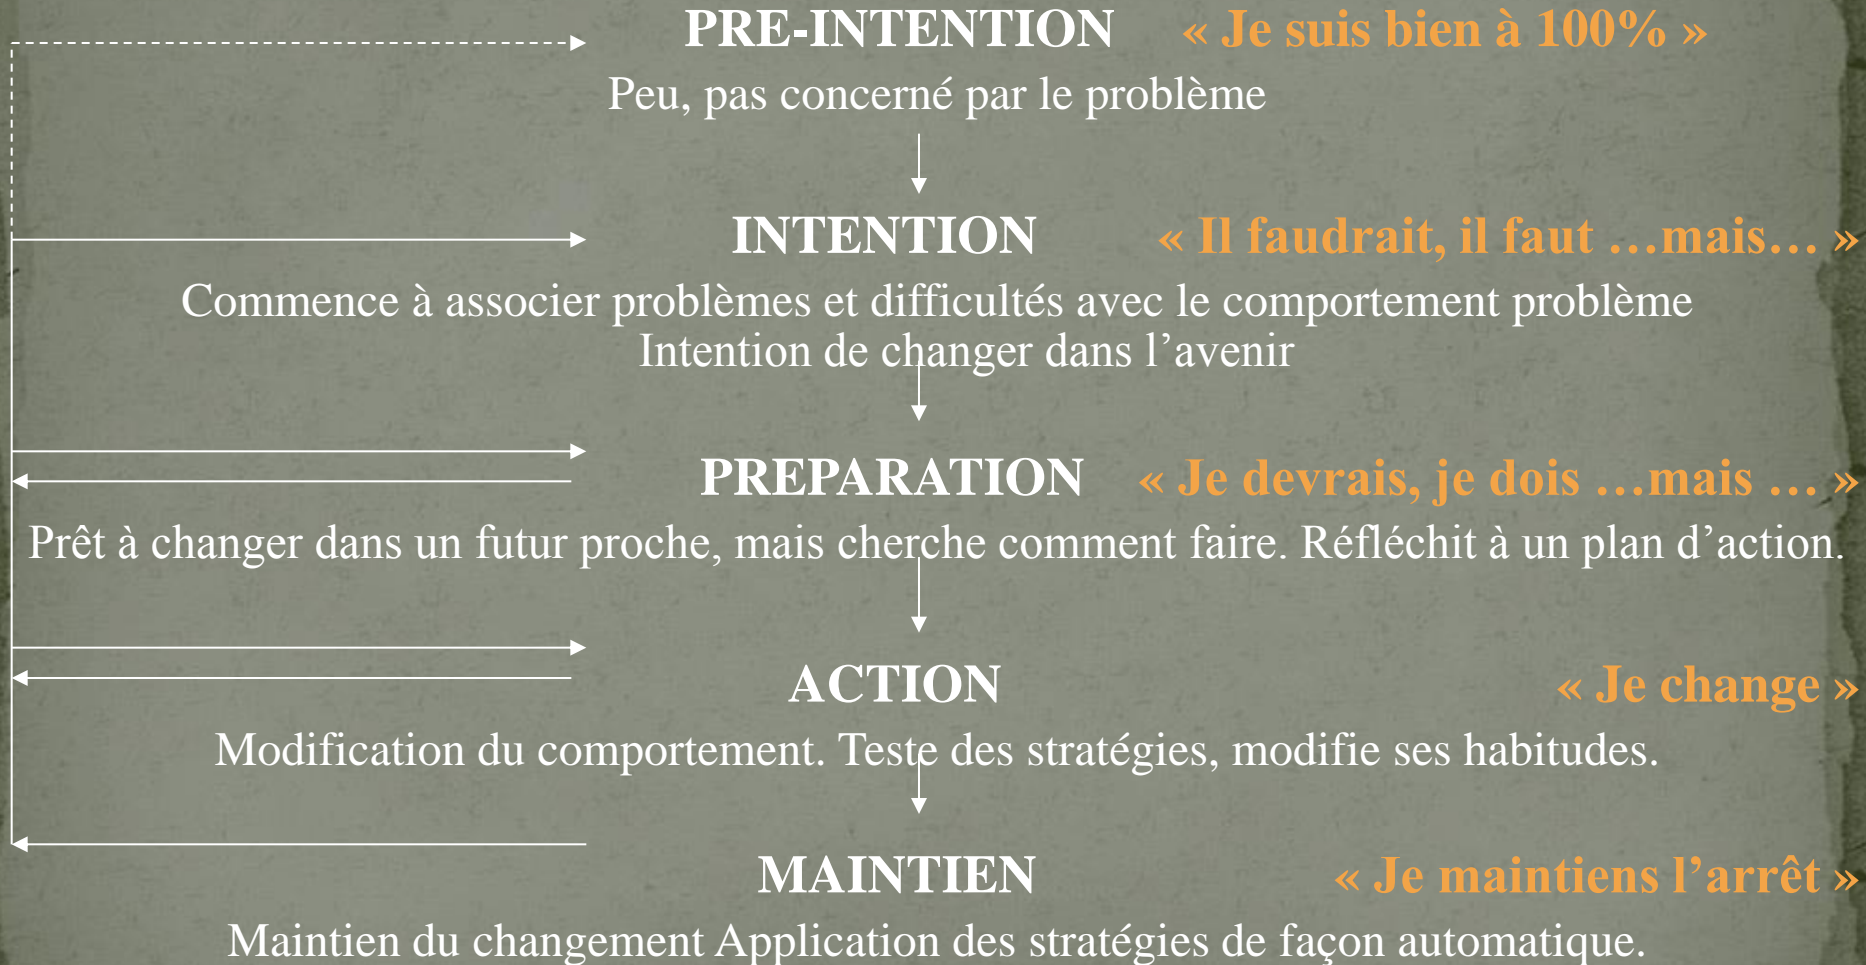 PRE-INTENTION « Je suis bien à 100% »
Peu, pas concerné par le problème
INTENTION « Il faudrait, il faut …mais… »
Commence à associer problèmes et difficultés avec le comportement problème
Intention de changer dans l’avenir
PREPARATION « Je devrais, je dois …mais … »
Prêt à changer dans un futur proche, mais cherche comment faire. Réfléchit à un plan d’action.
ACTION « Je change »
Modification du comportement. Teste des stratégies, modifie ses habitudes.
MAINTIEN « Je maintiens l’arrêt »
Maintien du changement Application des stratégies de façon automatique.